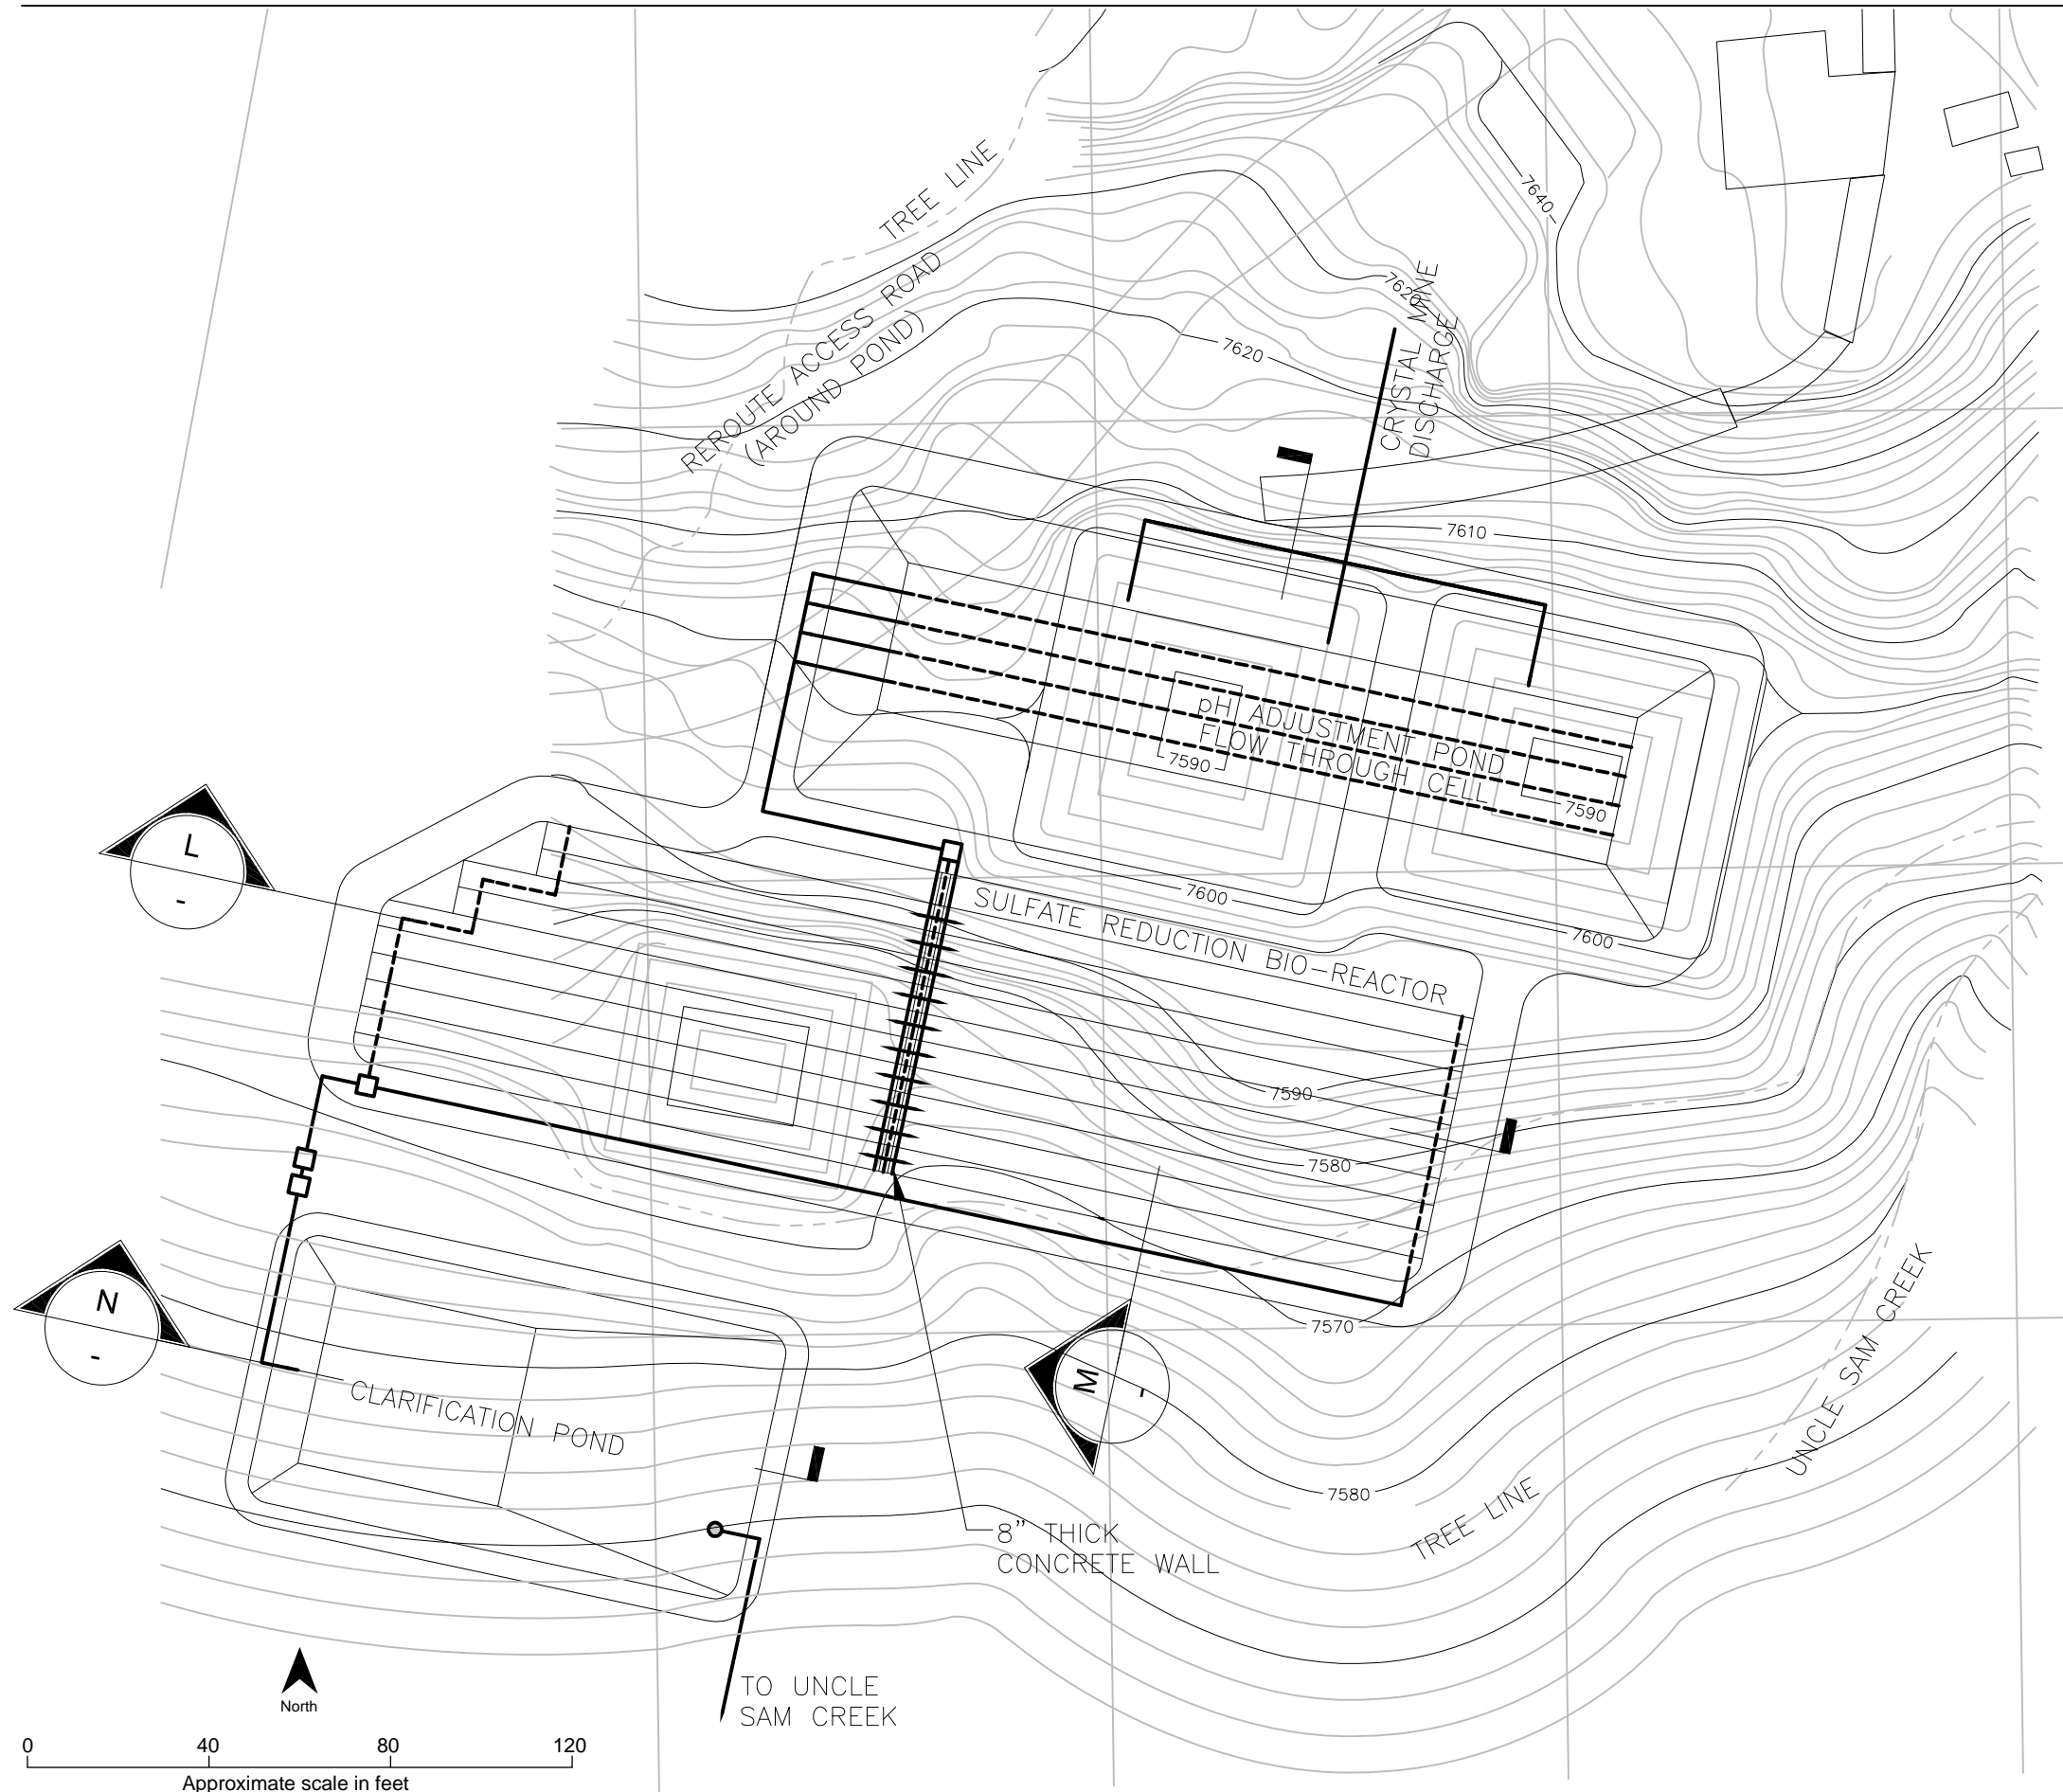 TREE LINE
7640
REROUTE ACCESS ROAD
(AROUND POND)
7620
CRYSTAL MINE
DISCHARGE
7620
7610
pH ADJUSTMENT POND
FLOW THROUGH CELL
7590
7590
L
-
7600
7600
SULFATE REDUCTION BIO-REACTOR
7590
7580
N
-
7570
M
-
CLARIFICATION POND
UNCLE SAM CREEK
7580
TREE LINE
8" THICK
CONCRETE WALL
TO UNCLE
SAM CREEK
North
0 40 80 120
Approximate scale in feet